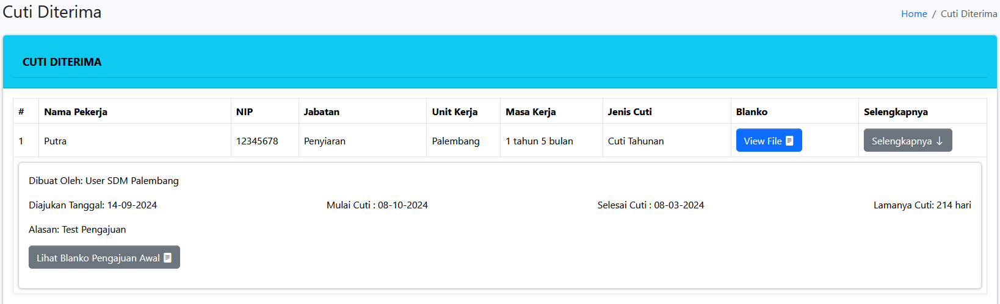 Cuti Diterima
Home / Cuti Diterima
CUTI DITERIMA
# Nama Pekerja NIP Jabatan Unit Kerja Masa Kerja Jenis Cuti Blanko Selengkapnya
1 Putra 12345678 Penyiaran Palembang 1 tahun 5 bulan Cuti Tahunan View File Selengkapnya ↓
Dibuat Oleh: User SDM Palembang
Diajukan Tanggal: 14-09-2024 Mulai Cuti : 08-10-2024 Selesai Cuti : 08-03-2024 Lamanya Cuti: 214 hari
Alasan: Test Pengajuan
Lihat Blanko Pengajuan Awal